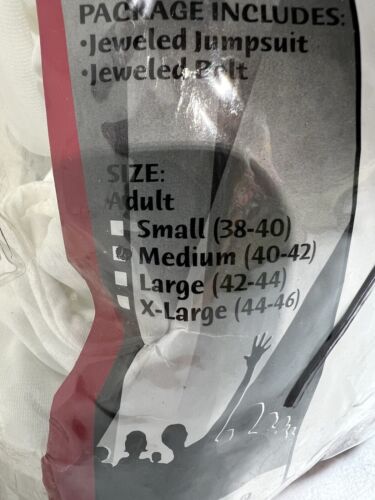 PACKAGE INCLUDES:
•Jeweled Jumpsuit
•Jeweled Belt
SIZE:
Adult
Small (38-40)
Medium (40-42)
Large (42-44)
X-Large (44-46)